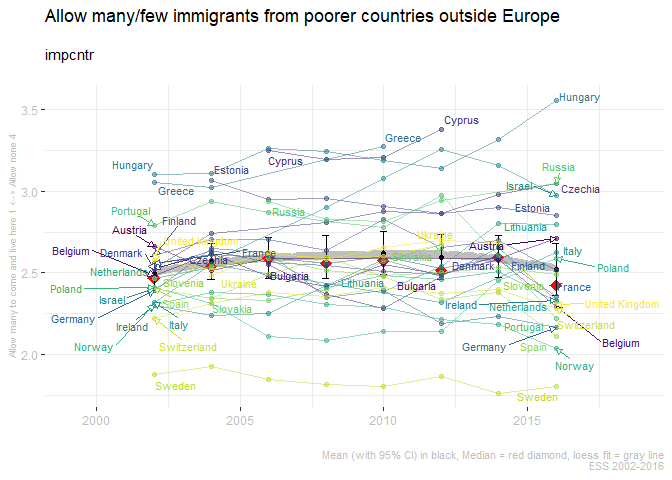 Allow many/few immigrants from poorer countries outside Europe
impcntr
Allow many to come and live here 1 <--> Allow none 4
3.5
3.0
2.5
2.0
Hungary
Cyprus
Greece
Hungary
Estonia
Cyprus
Russia
Israel
Czechia
Greece
Portugal
Finland
Russia
Estonia
Austria
Lithuania
Belgium
Denmark
United Kingdom
Ukraine
Austria
Italy
France
Slovakia
Czechia
Netherland
Denmark
Finland
Poland
Bulgaria
Slovenia
Ukraine
Lithuania
Bulgaria
Slovenia
France
Poland
Israel
Spain
Slovakia
Ireland
Netherlands
United Kingdom
Germany
Ireland
Italy
Portugal
Switzerland
Norway
Switzerland
Germany
Spain
Belgium
Norway
Sweden
Sweden
2000
2005
2010
2015
Mean (with 95% CI) in black, Median = red diamond, loess fit = gray line
ESS 2002-2016